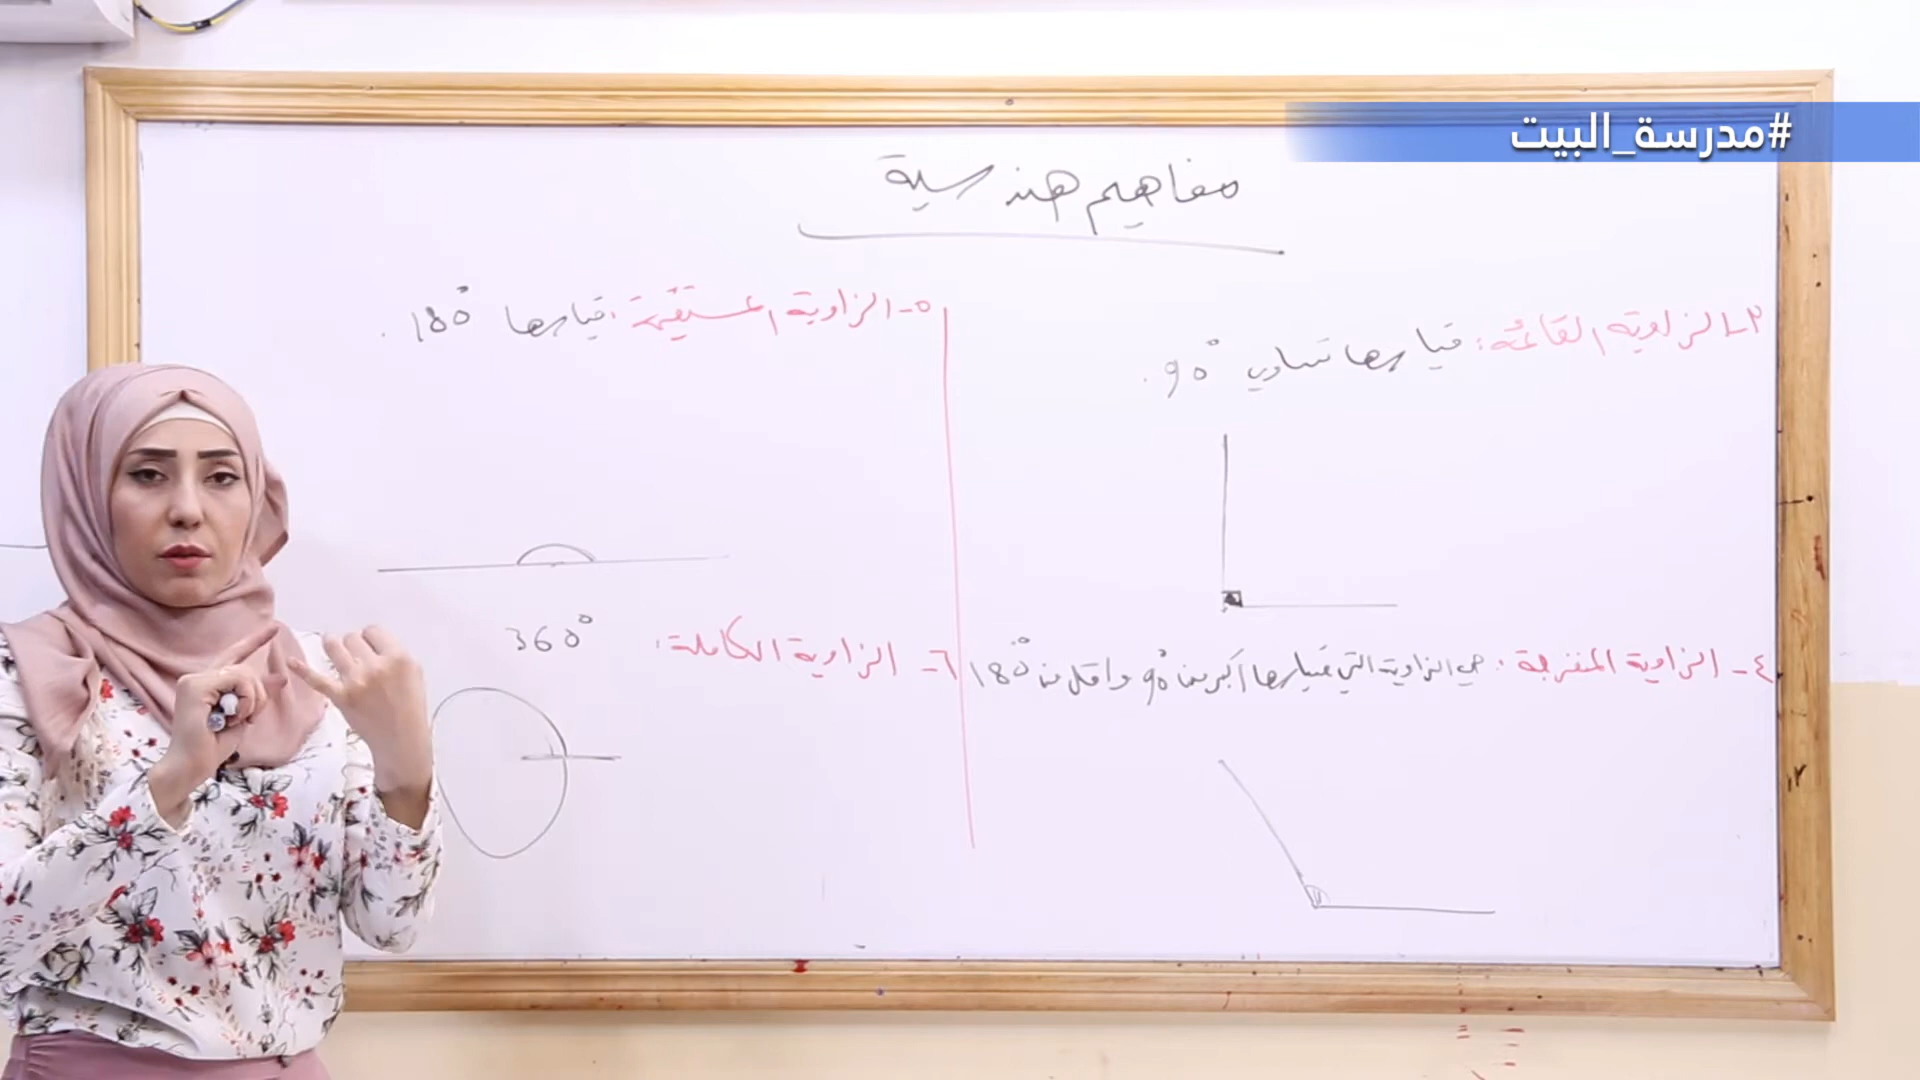 #مدرسة_البيت
مفاهيم هندسية
٣- الزاوية القائمة: قياسها تساوي 90°.
٤- الزاوية المنفرجة: هي الزاوية التي قياسها أكبر من 90° واقل من 180°
٥- الزاوية المستقيمة: قياسها 180°.
٦- الزاوية الكاملة: 360°